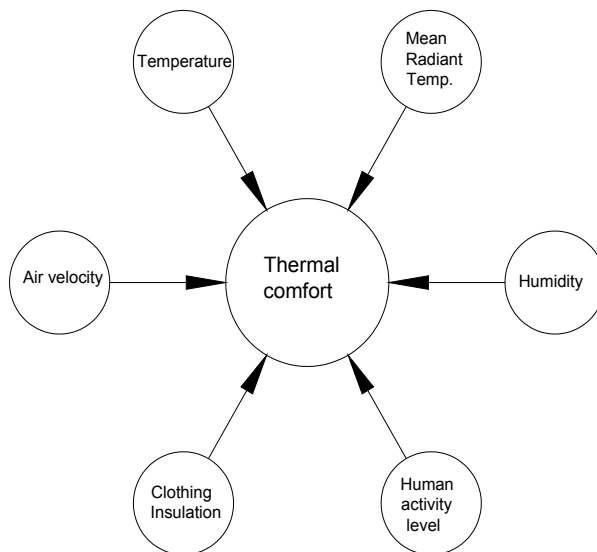 Temperature
Mean
Radiant
Temp.
Air velocity
Thermal
comfort
Humidity
Clothing
Insulation
Human
activity
level